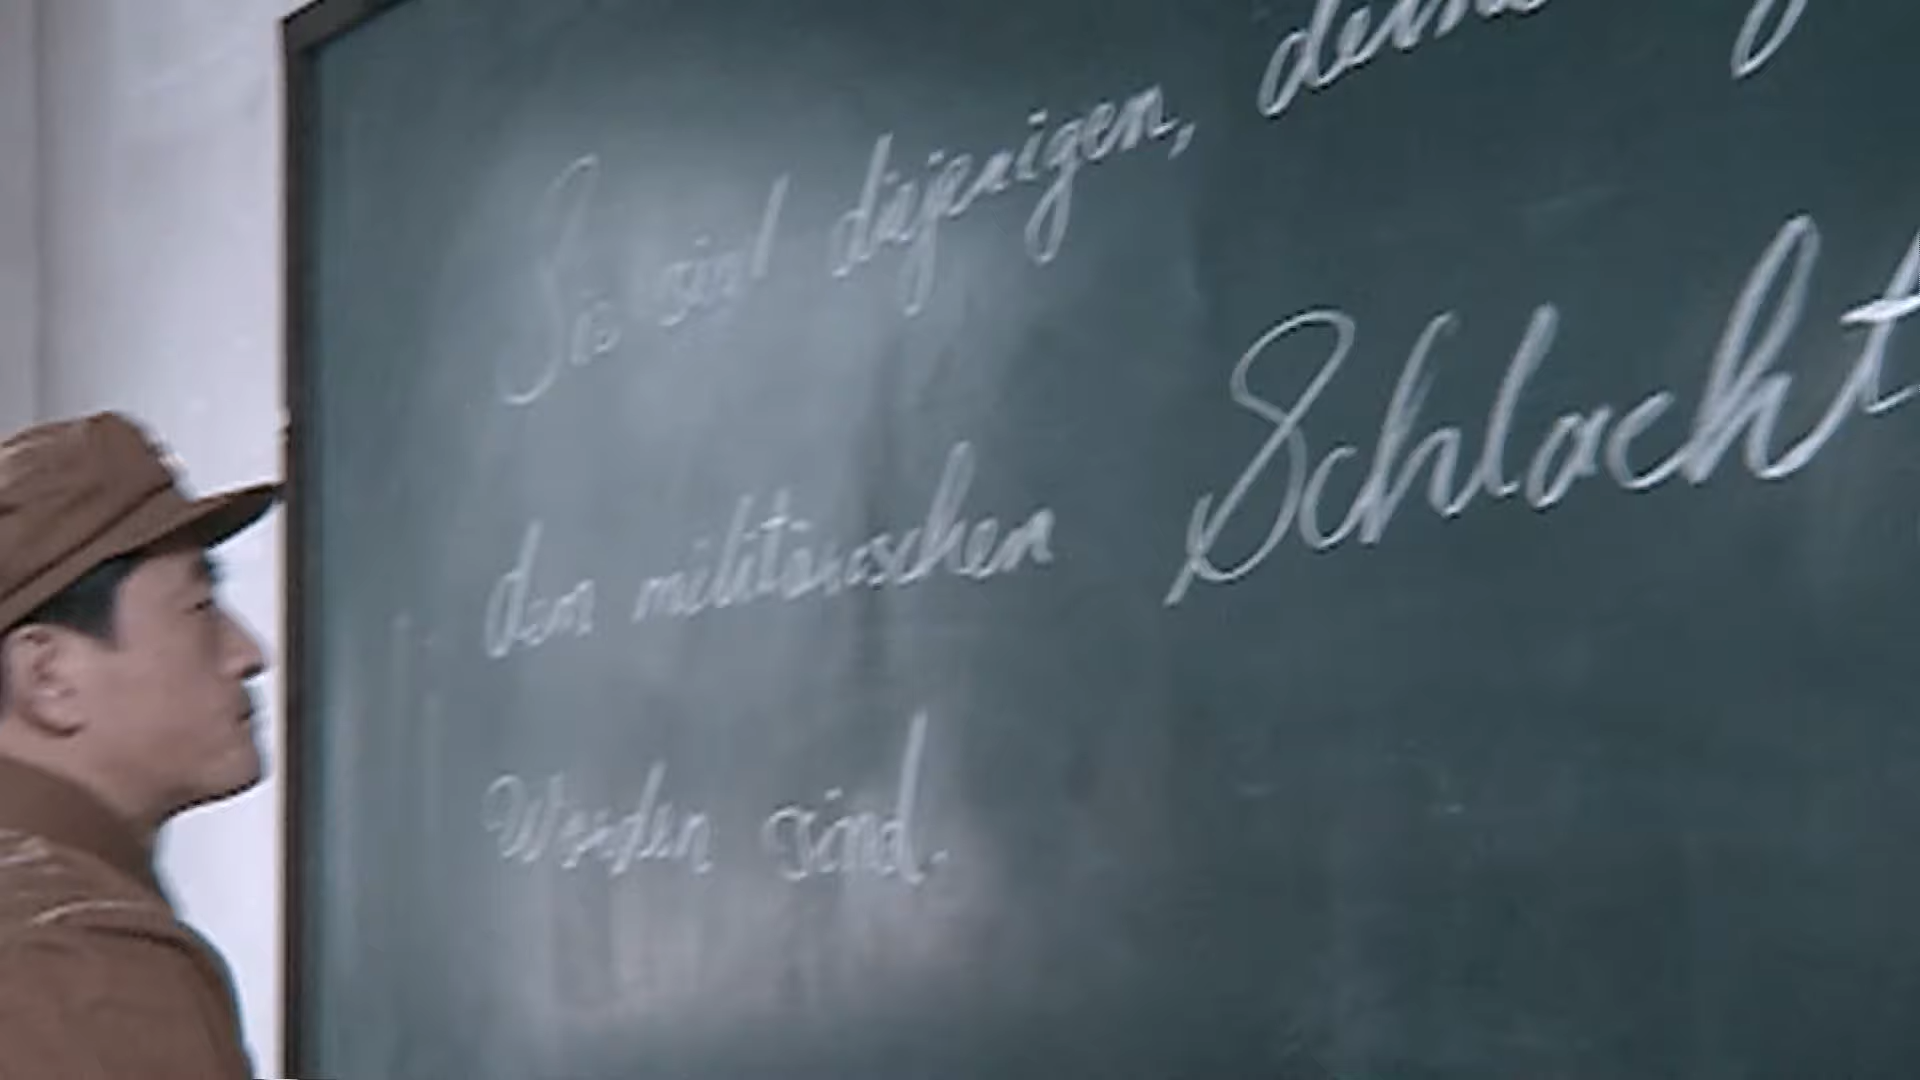 Sie sind diejenigen,
dem militärischen Schlacht
Worden sind.